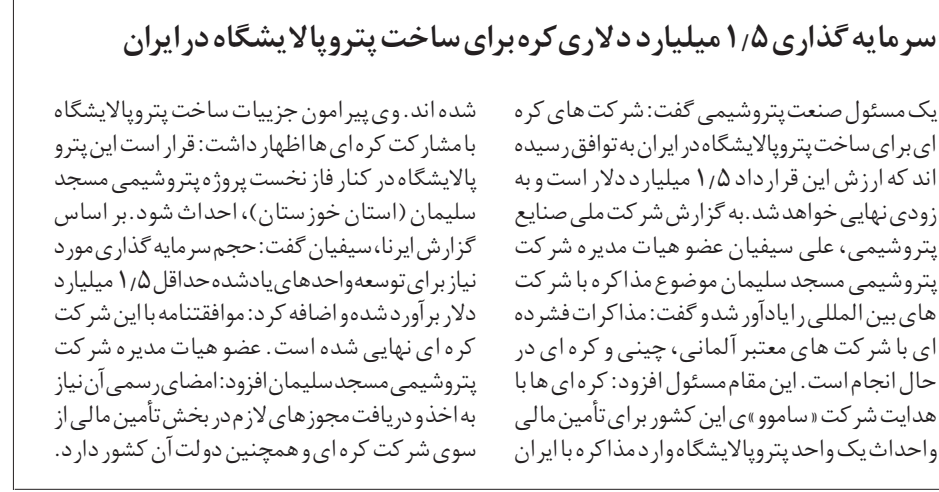 سرمایه گذاری ۱/۵ میلیارد دلاری کره برای ساخت پتروپالایشگاه در ایران
یک مسئول صنعت پتروشیمی گفت: شرکت های کره
ای برای ساخت پتروپالایشگاه در ایران به توافق رسیده
اند که ارزش این قرارداد ۱/۵ میلیارد دلار است و به
زودی نهایی خواهد شد. به گزارش شرکت ملی صنایع
پتروشیمی، علی سیفیان عضو هیات مدیره شرکت
پتروشیمی مسجد سلیمان موضوع مذاکره با شرکت
های بین المللی را یادآور شد و گفت: مذاکرات فشرده
ای با شرکت های معتبر آلمانی، چینی و کره ای در
حال انجام است. این مقام مسئول افزود: کره ای ها با
هدایت شرکت «ساموو»ی این کشور برای تأمین مالی
و احداث یک واحد پتروپالایشگاه وارد مذاکره با ایران
شده اند. وی پیرامون جزییات ساخت پتروپالایشگاه
با مشارکت کره ای ها اظهار داشت: قرار است این پترو
پالایشگاه در کنار فاز نخست پروژه پتروشیمی مسجد
سلیمان (استان خوزستان)، احداث شود. بر اساس
گزارش ایرنا، سیفیان گفت: حجم سرمایه گذاری مورد
نیاز برای توسعه واحدهای یادشده حداقل ۱/۵ میلیارد
دلار برآورد شده و اضافه کرد: موافقتنامه با این شرکت
کره ای نهایی شده است. عضو هیات مدیره شرکت
پتروشیمی مسجد سلیمان افزود: امضای رسمی آن نیاز
به اخذ و دریافت مجوزهای لازم در بخش تأمین مالی از
سوی شرکت کره ای و همچنین دولت آن کشور دارد.